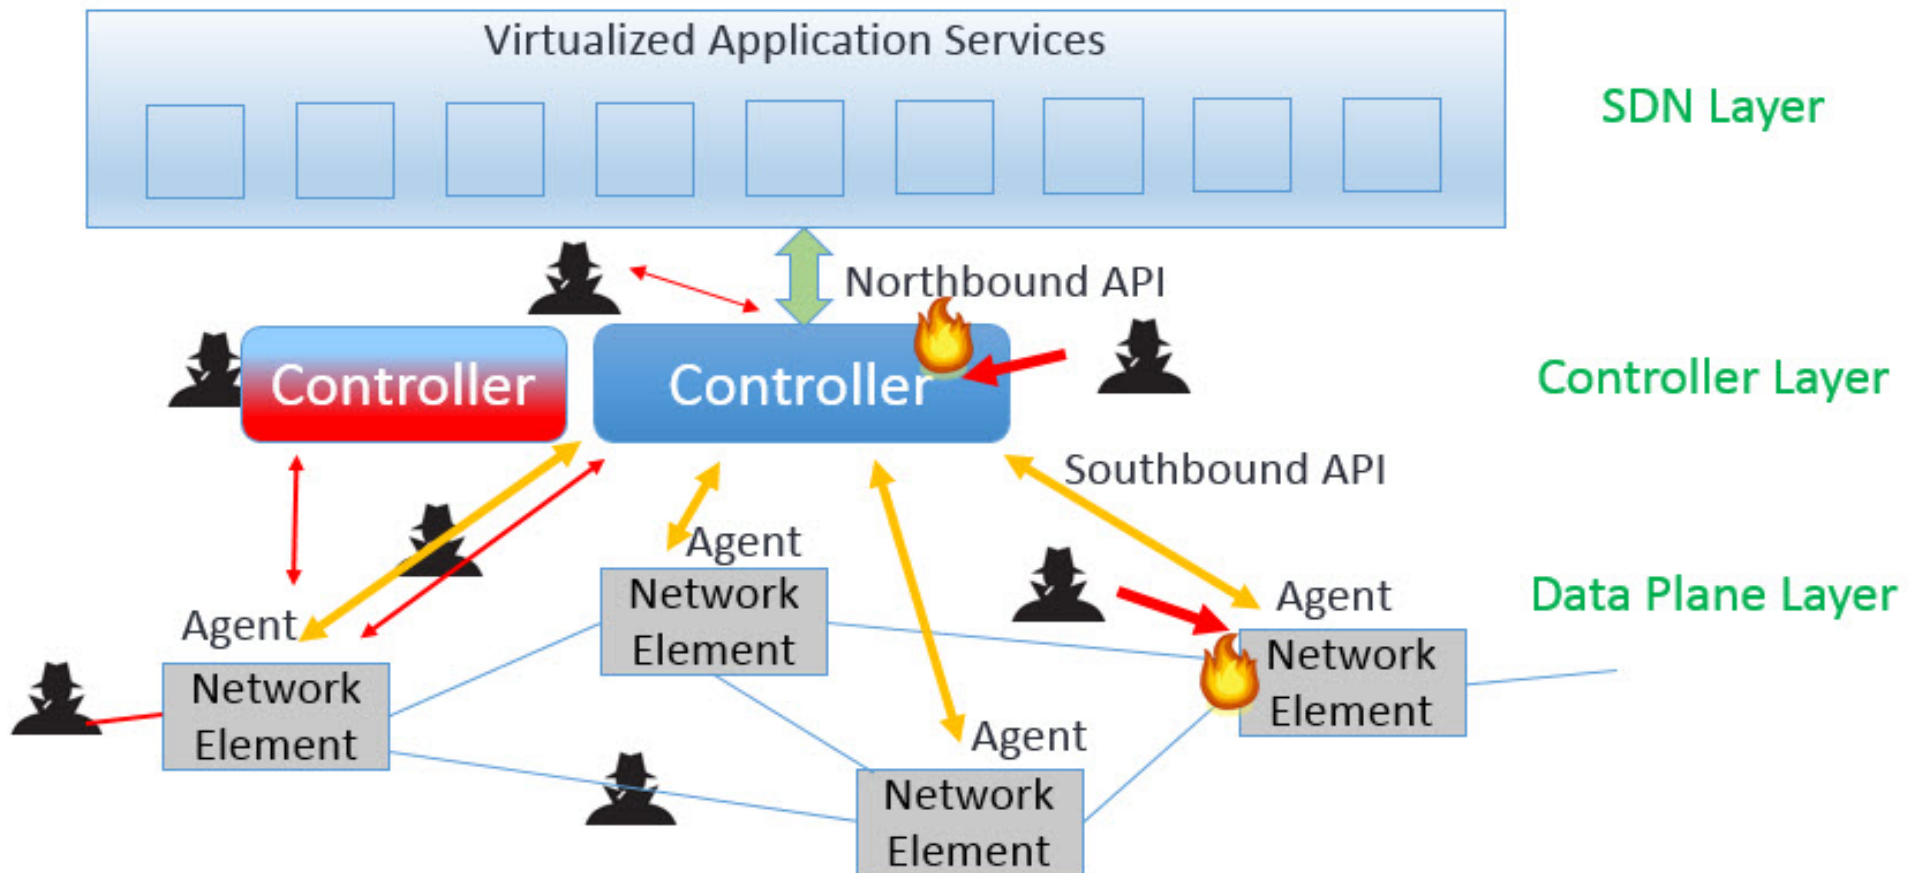 Virtualized Application Services
SDN Layer
Northbound API
Controller
Controller
Controller Layer
Southbound API
Agent
Network
Element
Agent
Data Plane Layer
Agent
Network
Element
Network
Element
Agent
Network
Element